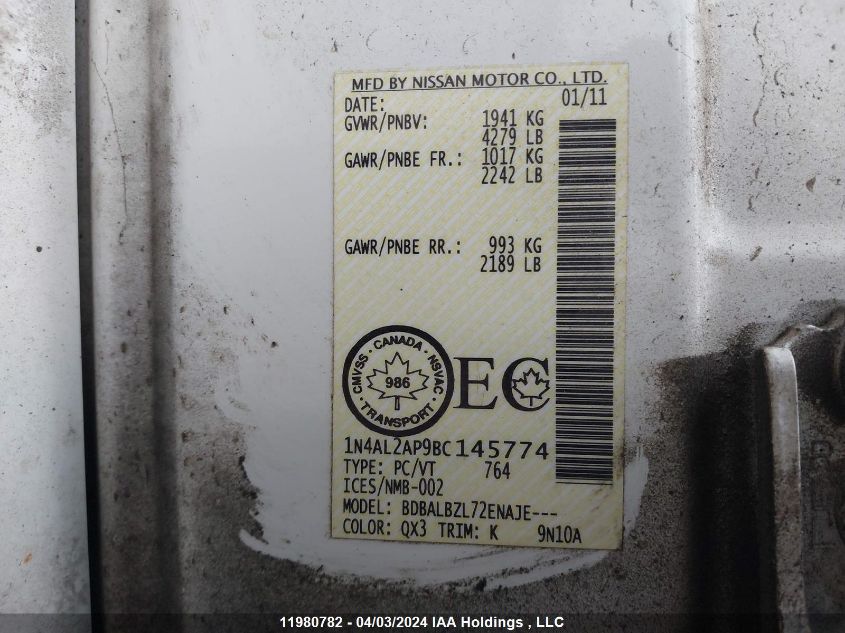 MFD BY NISSAN MOTOR CO., LTD.
DATE: 01/11
GVWR/PNBV: 1941 KG
4279 LB
GAWR/PNBE FR.: 1017 KG
2242 LB
GAWR/PNBE RR.: 993 KG
2189 LB
CMVSS · CANADA · NSVAC · TRANSPORT ·
986
EC
1N4AL2AP9BC145774
TYPE: PC/VT 764
ICES/NMB-002
MODEL: BDBALBZL72ENAJE---
COLOR: QX3 TRIM: K 9N10A
11980782 - 04/03/2024 IAA Holdings , LLC